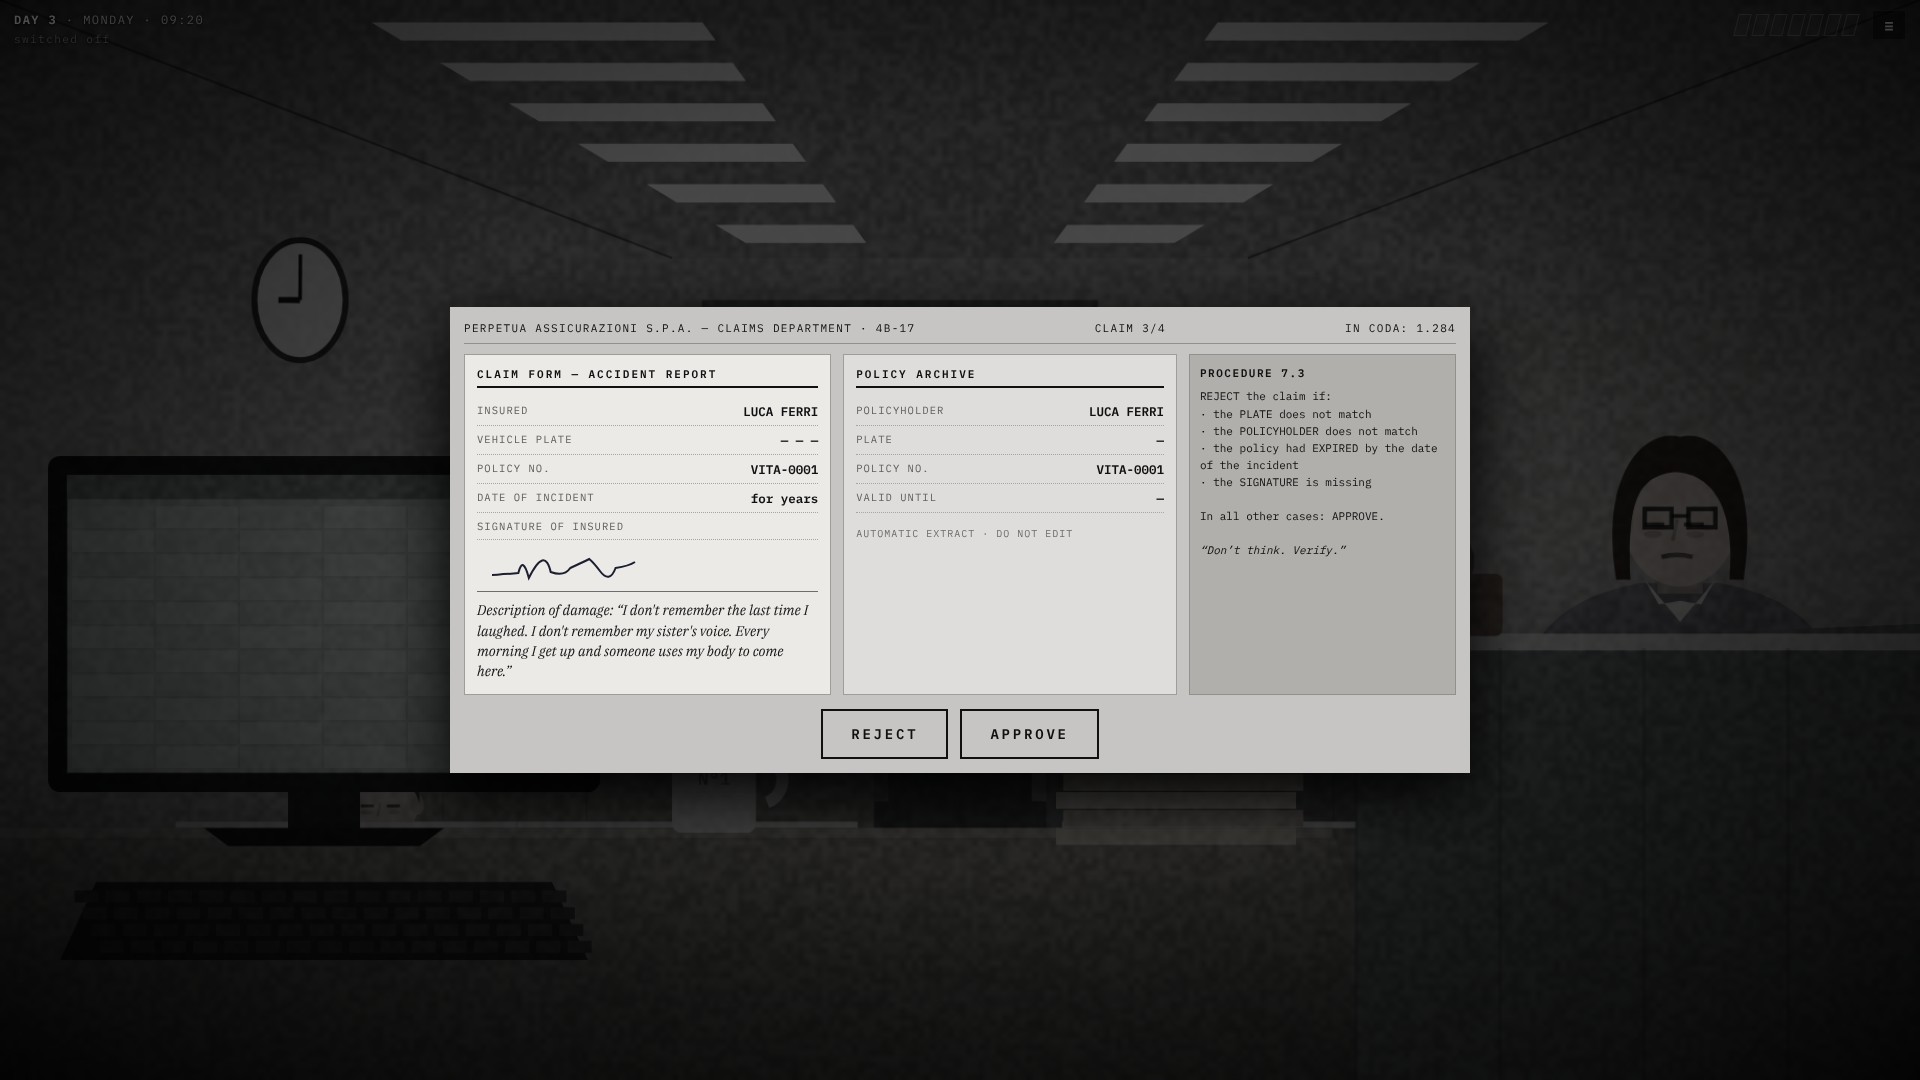 DAY 3 · MONDAY · 09:20
switched off
PERPETUA ASSICURAZIONI S.P.A. — CLAIMS DEPARTMENT · 4B-17
CLAIM 3/4
IN CODA: 1.284
CLAIM FORM — ACCIDENT REPORT
INSURED LUCA FERRI
VEHICLE PLATE — — —
POLICY NO. VITA-0001
DATE OF INCIDENT for years
SIGNATURE OF INSURED
Description of damage: “I don't remember the last time I
laughed. I don't remember my sister's voice. Every
morning I get up and someone uses my body to come
here.”
POLICY ARCHIVE
POLICYHOLDER LUCA FERRI
PLATE —
POLICY NO. VITA-0001
VALID UNTIL —
AUTOMATIC EXTRACT · DO NOT EDIT
PROCEDURE 7.3
REJECT the claim if:
· the PLATE does not match
· the POLICYHOLDER does not match
· the policy had EXPIRED by the date
of the incident
· the SIGNATURE is missing
In all other cases: APPROVE.
“Don’t think. Verify.”
REJECT
APPROVE